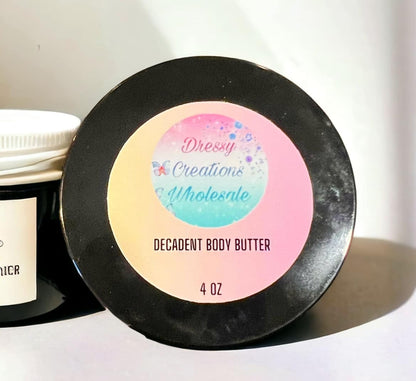 Dressy
Creations
& Wholesale
DECADENT BODY BUTTER
4 OZ